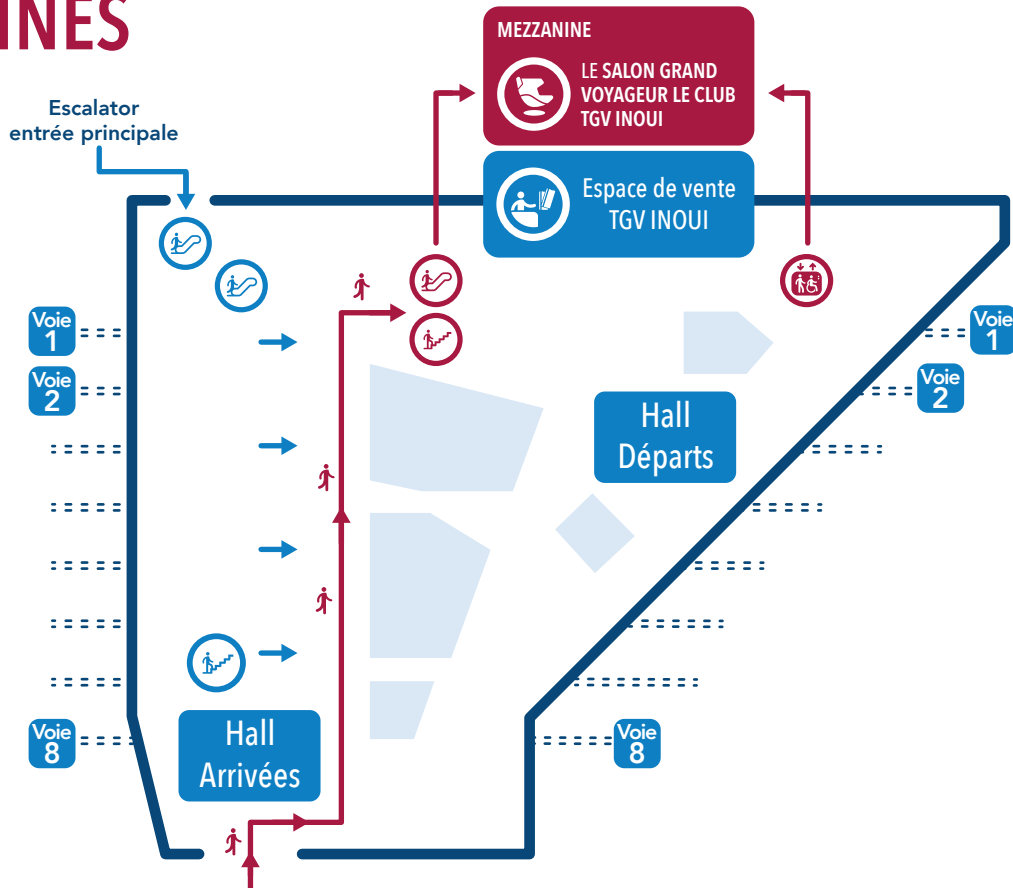 INES
MEZZANINE
LE SALON GRAND
VOYAGEUR LE CLUB
TGV INOUI
Escalator
entrée principale
Espace de vente
TGV INOUI
Voie
1
Voie
2
Voie
1
Voie
2
Hall
Départs
Voie
8
Hall
Arrivées
Voie
8